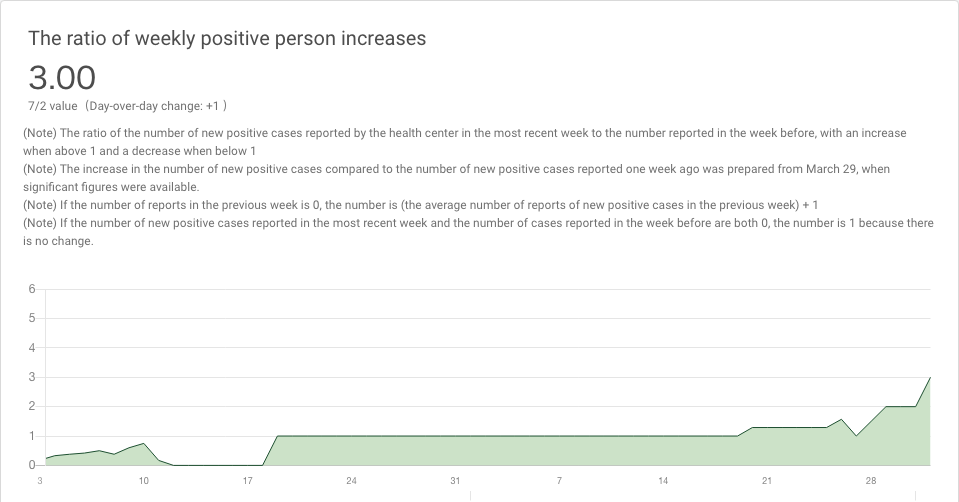 The ratio of weekly positive person increases
3.00
7/2 value （Day-over-day change: +1 ）
(Note) The ratio of the number of new positive cases reported by the health center in the most recent week to the number reported in the week before, with an increase
when above 1 and a decrease when below 1
(Note) The increase in the number of new positive cases compared to the number of new positive cases reported one week ago was prepared from March 29, when
significant figures were available.
(Note) If the number of reports in the previous week is 0, the number is (the average number of reports of new positive cases in the previous week) + 1
(Note) If the number of new positive cases reported in the most recent week and the number of cases reported in the week before are both 0, the number is 1 because there
is no change.
6
5
4
3
2
1
0
3 10 17 24 31 7 14 21 28